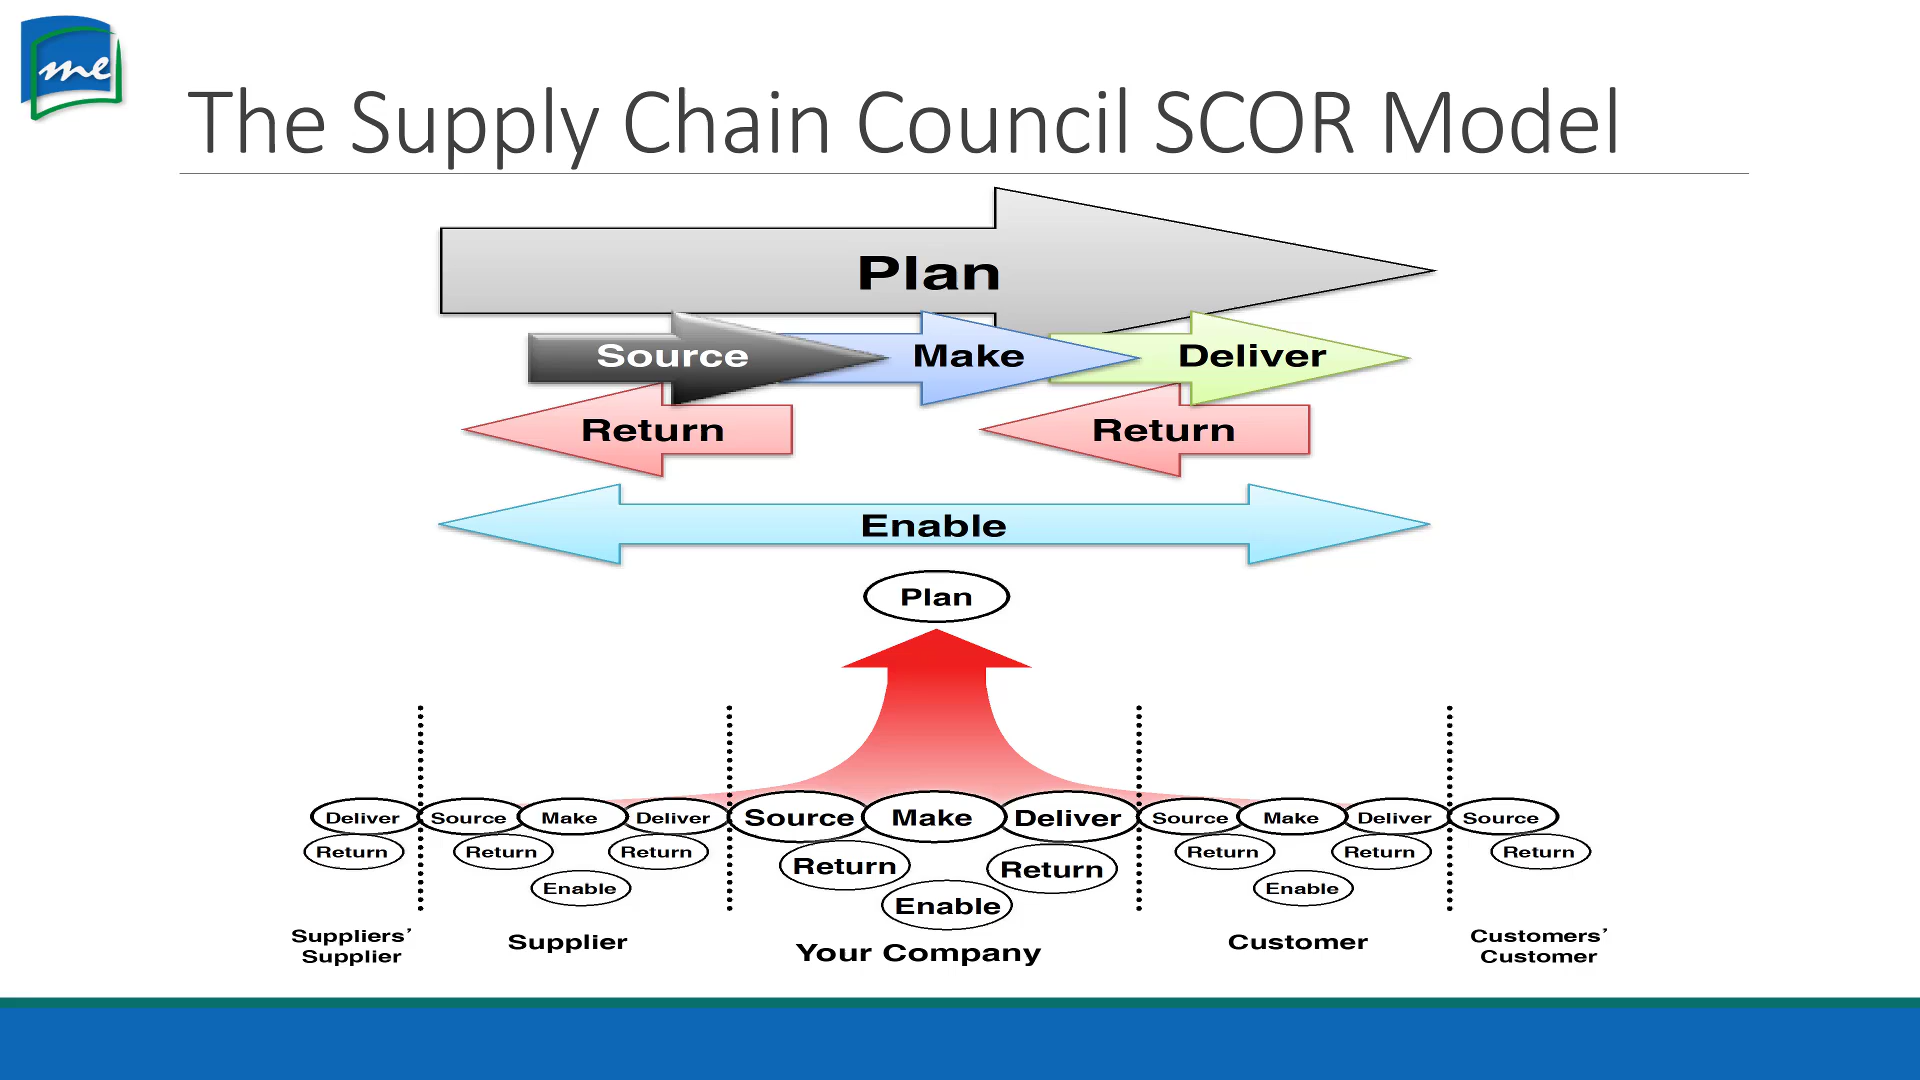 me
The Supply Chain Council SCOR Model
Plan
Source
Make
Deliver
Return
Return
Enable
Plan
Deliver
Source
Make
Deliver
Source
Make
Deliver
Source
Make
Deliver
Source
Return
Return
Return
Return
Return
Return
Return
Return
Enable
Enable
Enable
Suppliers’
Supplier
Supplier
Your Company
Customer
Customers’
Customer